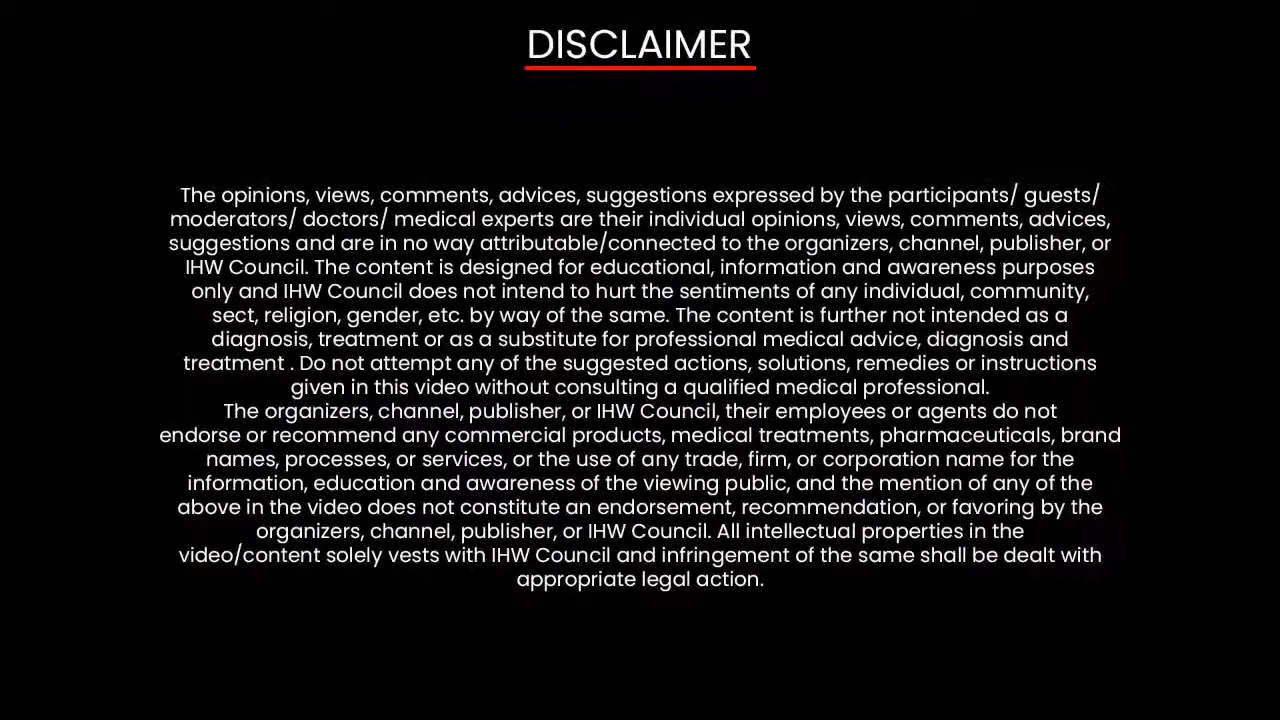 DISCLAIMER
The opinions, views, comments, advices, suggestions expressed by the participants/ guests/
moderators/ doctors/ medical experts are their individual opinions, views, comments, advices,
suggestions and are in no way attributable/connected to the organizers, channel, publisher, or
IHW Council. The content is designed for educational, information and awareness purposes
only and IHW Council does not intend to hurt the sentiments of any individual, community,
sect, religion, gender, etc. by way of the same. The content is further not intended as a
diagnosis, treatment or as a substitute for professional medical advice, diagnosis and
treatment . Do not attempt any of the suggested actions, solutions, remedies or instructions
given in this video without consulting a qualified medical professional.
The organizers, channel, publisher, or IHW Council, their employees or agents do not
endorse or recommend any commercial products, medical treatments, pharmaceuticals, brand
names, processes, or services, or the use of any trade, firm, or corporation name for the
information, education and awareness of the viewing public, and the mention of any of the
above in the video does not constitute an endorsement, recommendation, or favoring by the
organizers, channel, publisher, or IHW Council. All intellectual properties in the
video/content solely vests with IHW Council and infringement of the same shall be dealt with
appropriate legal action.